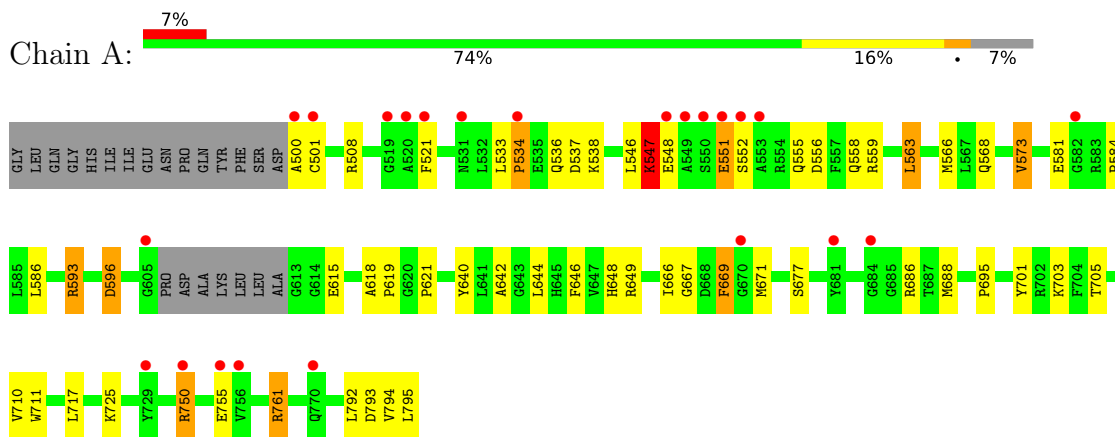 7%
Chain A:
74% 16% • 7%
GLY LEU GLN GLY HIS ILE ILE GLU ASN PRO GLN TYR PHE SER ASP A500 C501 R508 G519 A520 F521 N531 L532 L533 P534 E535 Q536 D537 K538 L546 K547 E548 A549 S550 E551 S552 A553 R554 Q555 D556 F557 Q558 R559 L563 M566 L567 Q568 V573 E581 G582 R583 R584
L585 L586 R593 D596 G605 PRO ASP ALA LYS LEU LEU ALA G613 G614 E615 A618 P619 G620 P621 Y640 L641 A642 G643 L644 H645 F646 V647 H648 R649 I666 G667 D668 F669 G670 M671 S677 Y681 G684 G685 R686 T687 M688 P695 Y701 R702 K703 F704 T705
V710 W711 L717 K725 Y729 R750 E755 V756 R761 Q770 L792 D793 V794 L795